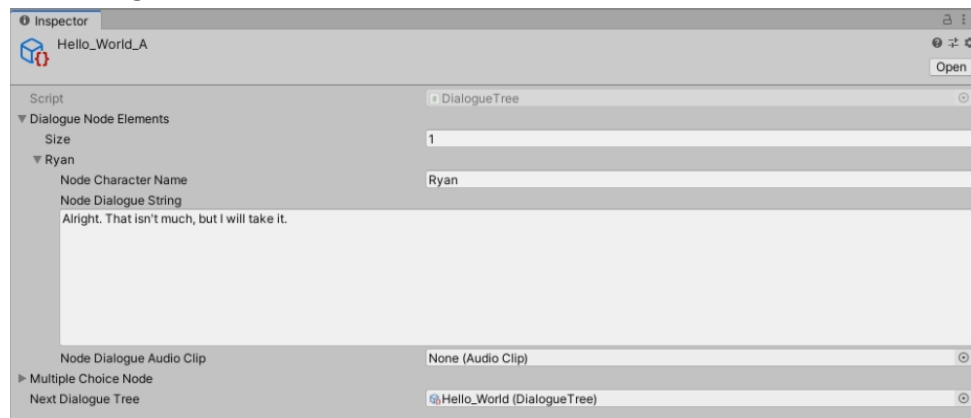 Inspector
Hello_World_A
Open
Script DialogueTree
Dialogue Node Elements
Size 1
Ryan
Node Character Name Ryan
Node Dialogue String
Alright. That isn't much, but I will take it.
Node Dialogue Audio Clip None (Audio Clip)
Multiple Choice Node
Next Dialogue Tree Hello_World (DialogueTree)